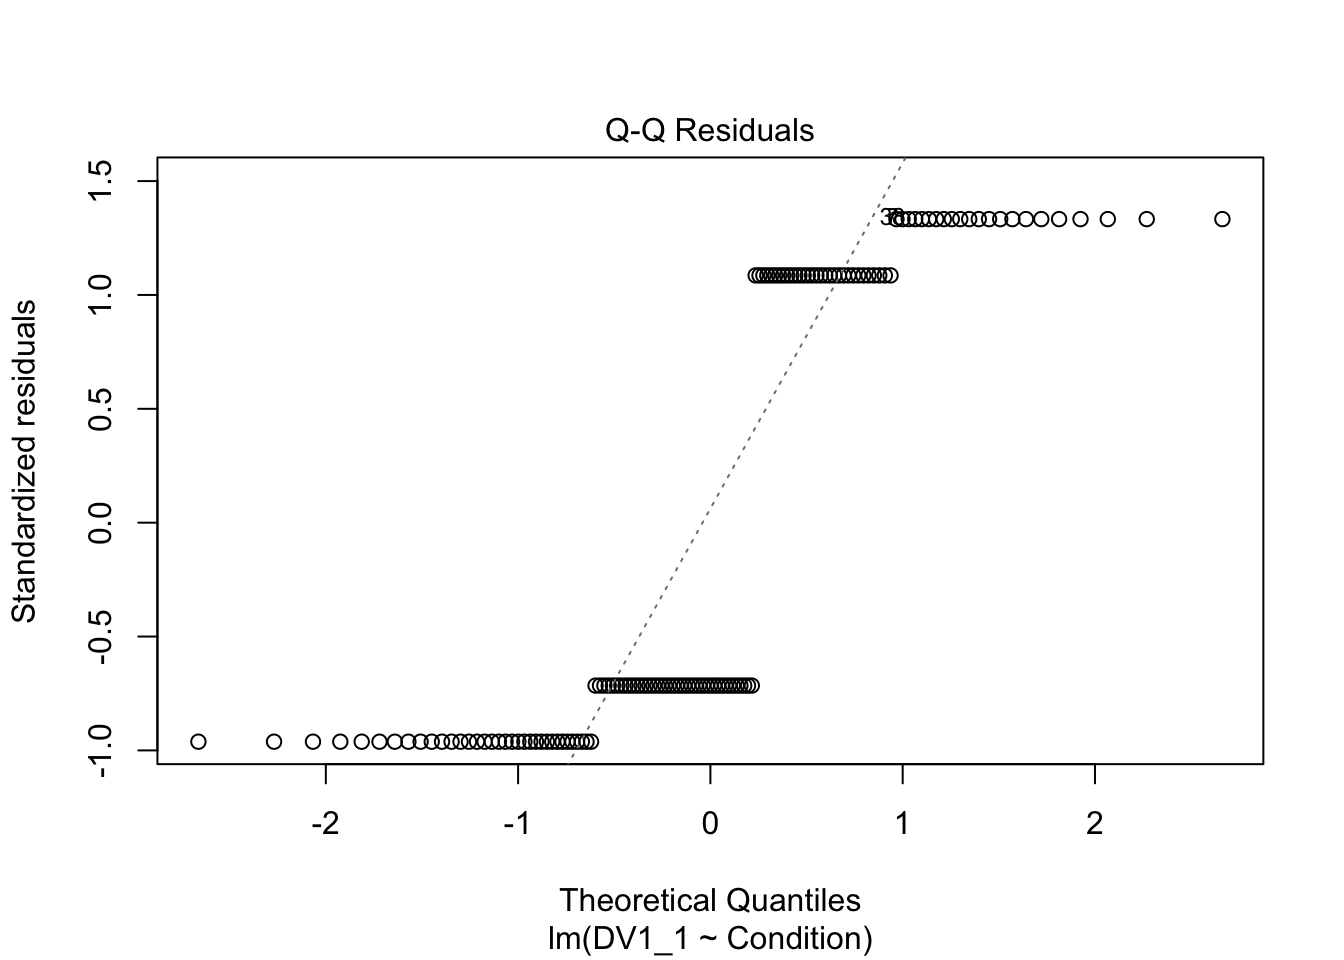 Q-Q Residuals
Standardized residuals
1.5
1.0
0.5
0.0
-0.5
-1.0
-2
-1
0
1
2
Theoretical Quantiles
lm(DV1_1 ~ Condition)